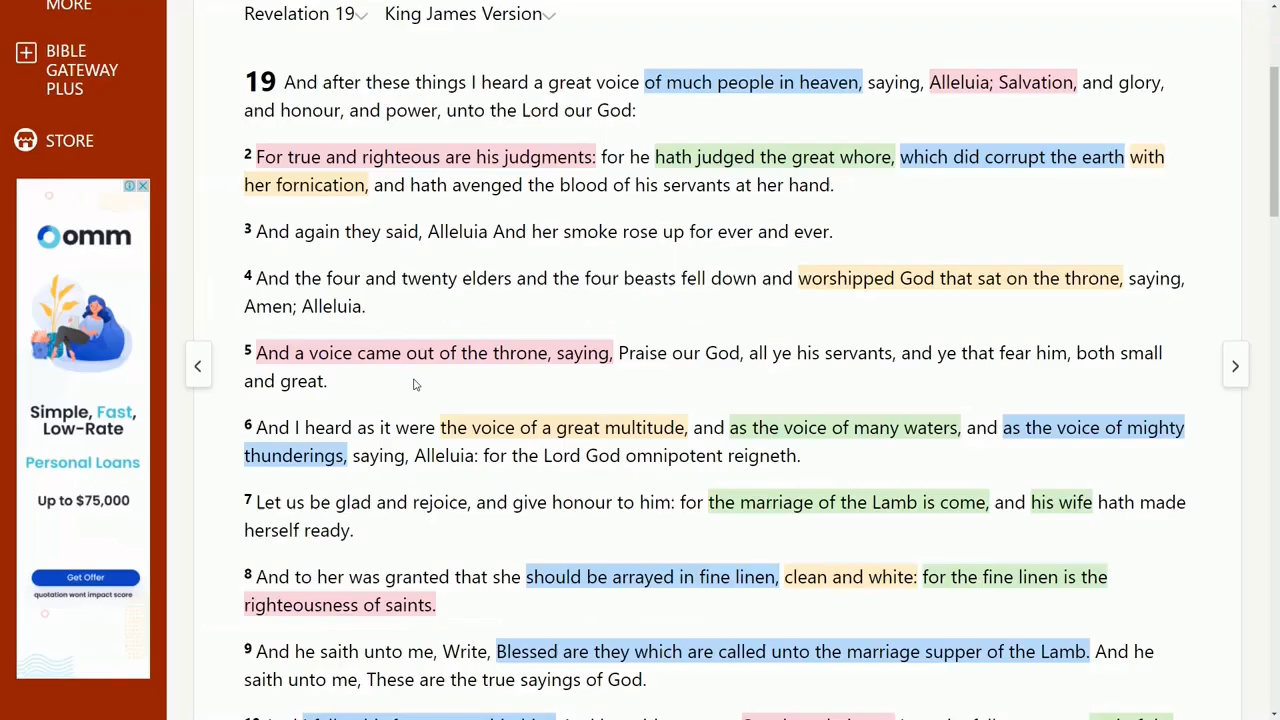 MORE
BIBLE
GATEWAY
PLUS
STORE
omm
Simple, Fast,
Low-Rate
Personal Loans
Up to $75,000
Get Offer
quotation wont impact score
Revelation 19 King James Version
19 And after these things I heard a great voice of much people in heaven, saying, Alleluia; Salvation, and glory,
and honour, and power, unto the Lord our God:
2 For true and righteous are his judgments: for he hath judged the great whore, which did corrupt the earth with
her fornication, and hath avenged the blood of his servants at her hand.
3 And again they said, Alleluia And her smoke rose up for ever and ever.
4 And the four and twenty elders and the four beasts fell down and worshipped God that sat on the throne, saying,
Amen; Alleluia.
5 And a voice came out of the throne, saying, Praise our God, all ye his servants, and ye that fear him, both small
and great.
6 And I heard as it were the voice of a great multitude, and as the voice of many waters, and as the voice of mighty
thunderings, saying, Alleluia: for the Lord God omnipotent reigneth.
7 Let us be glad and rejoice, and give honour to him: for the marriage of the Lamb is come, and his wife hath made
herself ready.
8 And to her was granted that she should be arrayed in fine linen, clean and white: for the fine linen is the
righteousness of saints.
9 And he saith unto me, Write, Blessed are they which are called unto the marriage supper of the Lamb. And he
saith unto me, These are the true sayings of God.